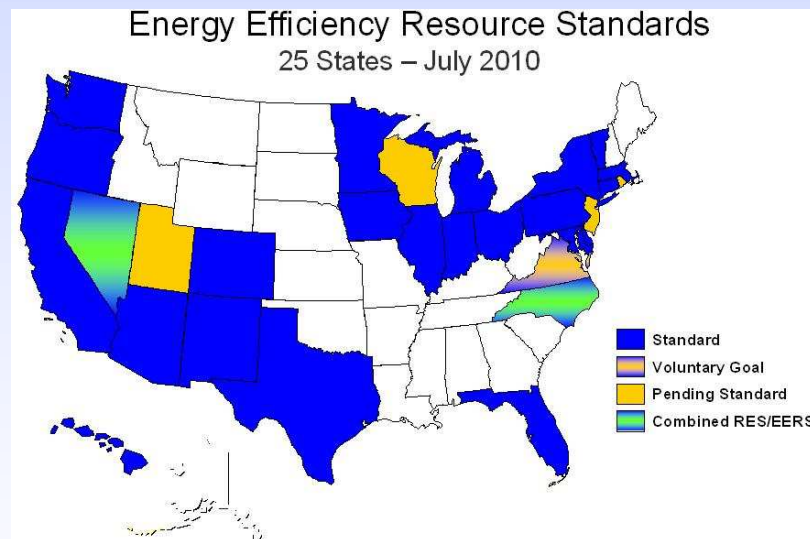 Energy Efficiency Resource Standards
25 States – July 2010
Standard
Voluntary Goal
Pending Standard
Combined RES/EERS